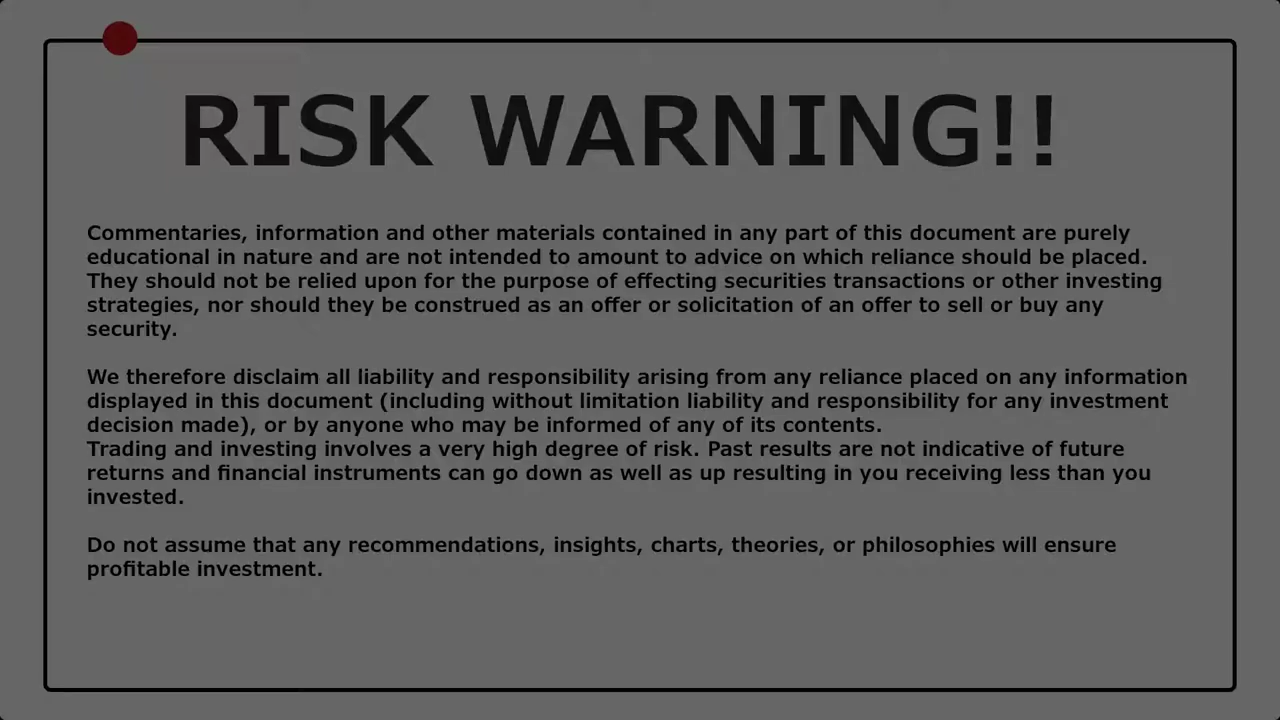 RISK WARNING!!
Commentaries, information and other materials contained in any part of this document are purely
educational in nature and are not intended to amount to advice on which reliance should be placed.
They should not be relied upon for the purpose of effecting securities transactions or other investing
strategies, nor should they be construed as an offer or solicitation of an offer to sell or buy any
security.
We therefore disclaim all liability and responsibility arising from any reliance placed on any information
displayed in this document (including without limitation liability and responsibility for any investment
decision made), or by anyone who may be informed of any of its contents.
Trading and investing involves a very high degree of risk. Past results are not indicative of future
returns and financial instruments can go down as well as up resulting in you receiving less than you
invested.
Do not assume that any recommendations, insights, charts, theories, or philosophies will ensure
profitable investment.